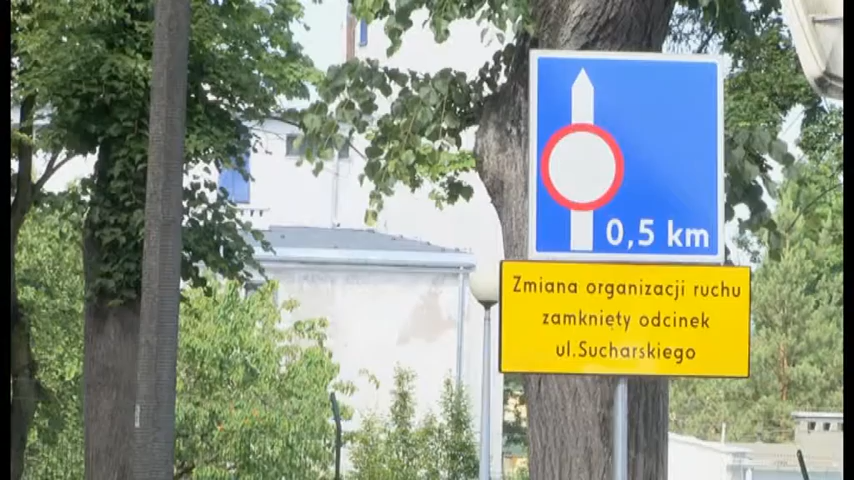 0,5 km
Zmiana organizacji ruchu
zamknięty odcinek
ul.Sucharskiego